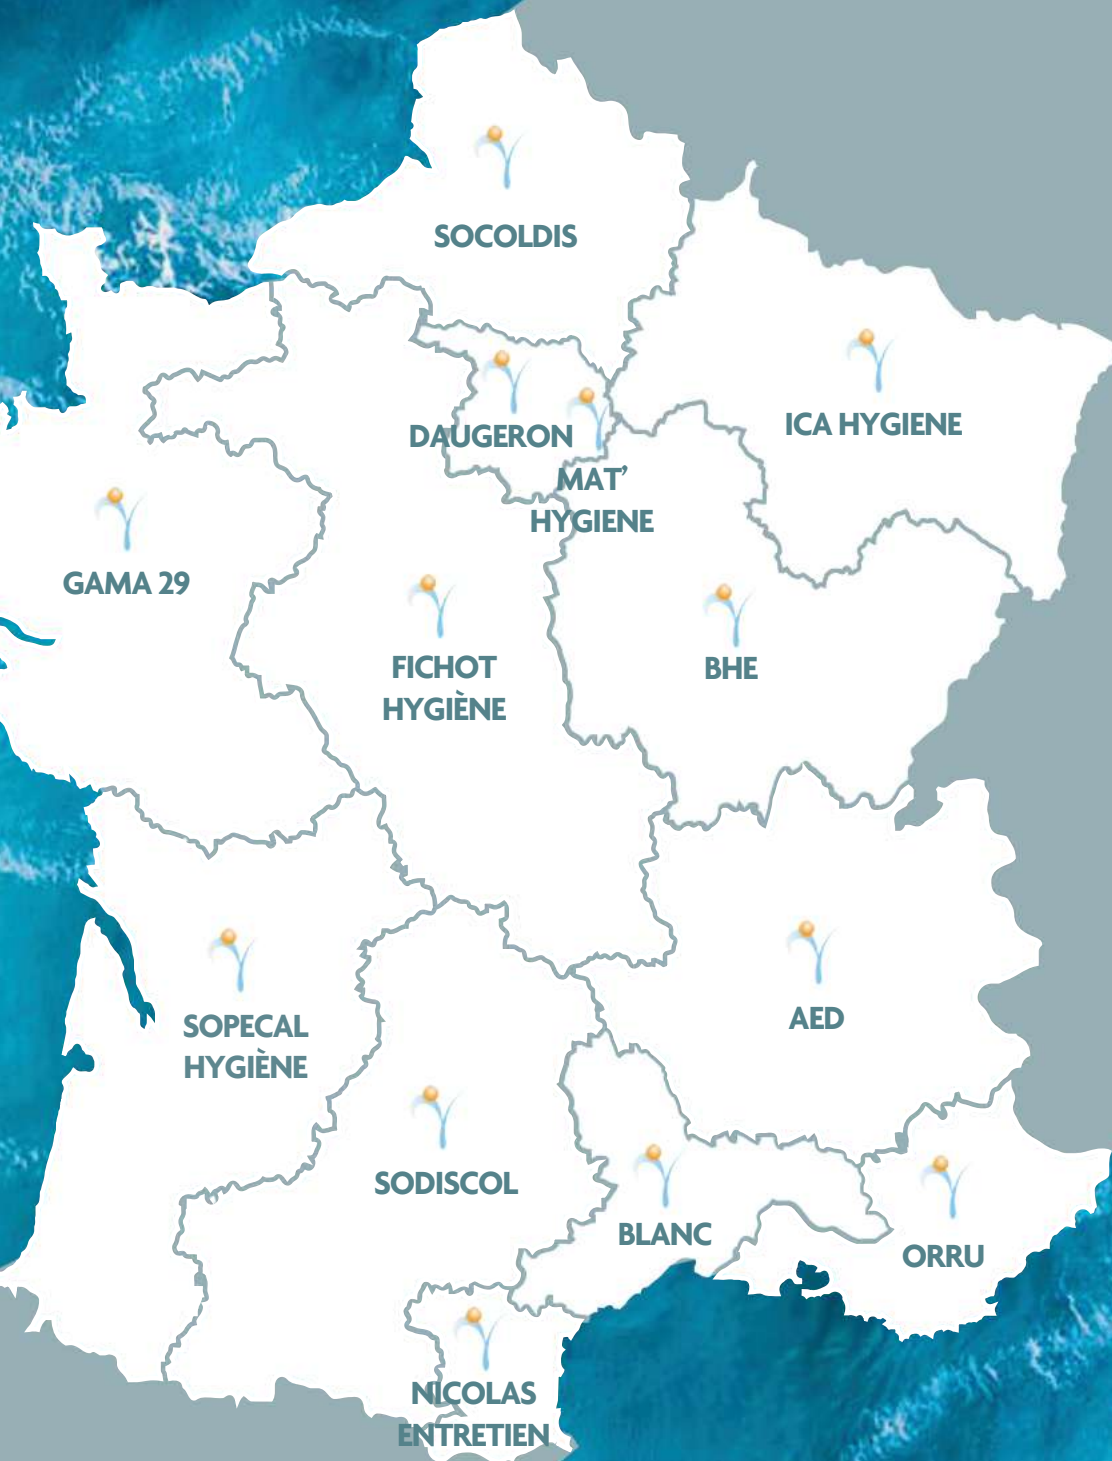 SOCOLDIS
ICA HYGIENE
DAUGERON
MAT'
HYGIENE
GAMA 29
FICHOT
HYGIÈNE
BHE
SOPECAL
HYGIÈNE
AED
SODISCOL
BLANC
ORRU
NICOLAS
ENTRETIEN